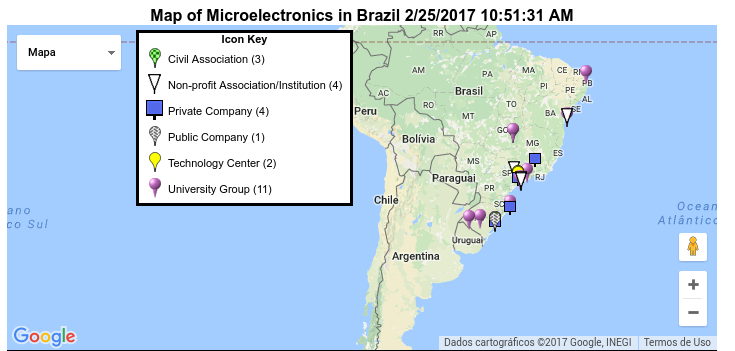 Map of Microelectronics in Brazil 2/25/2017 10:51:31 AM
Mapa
Icon Key
Civil Association (3)
Non-profit Association/Institution (4)
Private Company (4)
Public Company (1)
Technology Center (2)
University Group (11)
RR
AP
AM
PA
MA
CE
RN
PB
PI
PE
AL
SE
AC
RO
TO
BA
Brasil
MT
Peru
GO
Bolívia
MG
ES
MS
SP
RJ
Paraguai
PR
SC
Chile
Uruguai
Argentina
ano
co Sul
Ocean
Atlântico
Google
Dados cartográficos ©2017 Google, INEGI
Termos de Uso